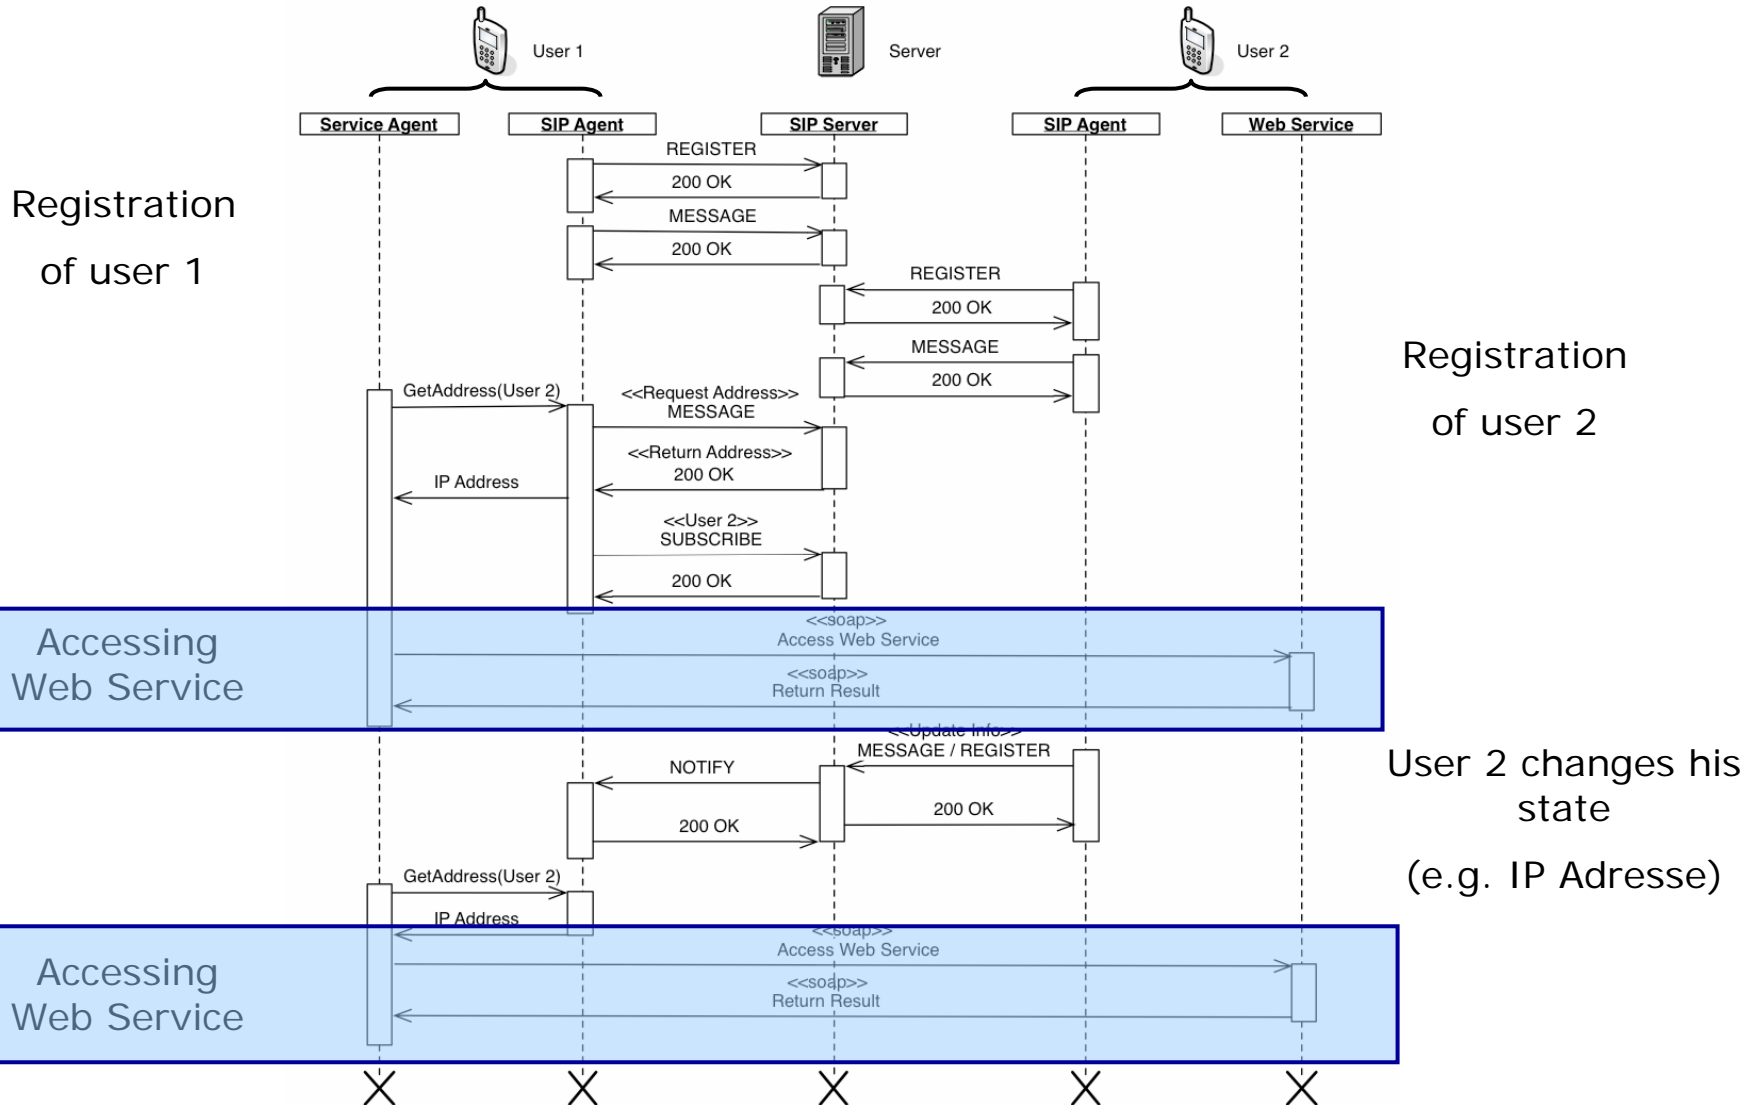 User 1
Server
User 2
Service Agent
SIP Agent
SIP Server
SIP Agent
Web Service
Registration
of user 1
REGISTER
200 OK
MESSAGE
200 OK
REGISTER
200 OK
MESSAGE
200 OK
Registration
of user 2
GetAddress(User 2)
<<Request Address>>
MESSAGE
<<Return Address>>
200 OK
IP Address
<<User 2>>
SUBSCRIBE
200 OK
Accessing
Web Service
<<soap>>
Access Web Service
<<soap>>
Return Result
<<Update Info>>
MESSAGE / REGISTER
NOTIFY
200 OK
200 OK
User 2 changes his
state
(e.g. IP Adresse)
GetAddress(User 2)
IP Address
Accessing
Web Service
<<soap>>
Access Web Service
<<soap>>
Return Result